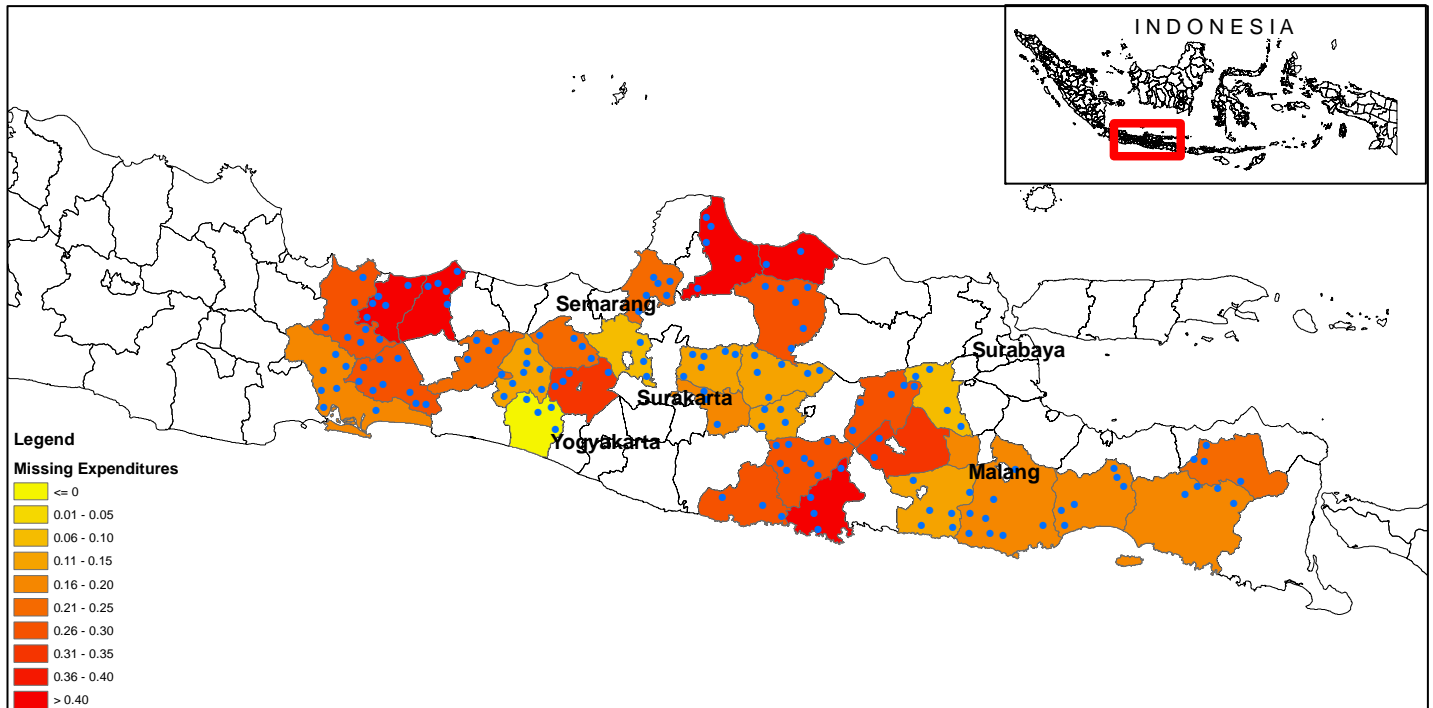 INDONESIA
Semarang
Surabaya
Surakarta
Yogyakarta
Malang
Legend
Missing Expenditures
<= 0
0.01 - 0.05
0.06 - 0.10
0.11 - 0.15
0.16 - 0.20
0.21 - 0.25
0.26 - 0.30
0.31 - 0.35
0.36 - 0.40
> 0.40